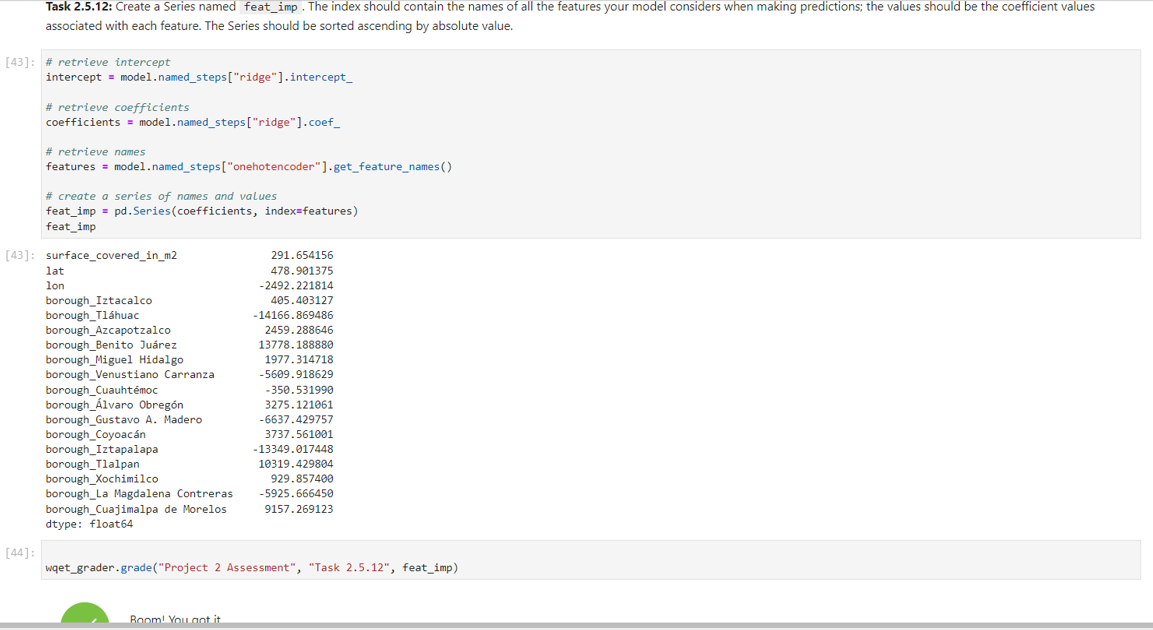 Task 2.5.12: Create a Series named feat_imp . The index should contain the names of all the features your model considers when making predictions; the values should be the coefficient values
associated with each feature. The Series should be sorted ascending by absolute value.
[43]: # retrieve intercept
intercept = model.named_steps["ridge"].intercept_
# retrieve coefficients
coefficients = model.named_steps["ridge"].coef_
# retrieve names
features = model.named_steps["onehotencoder"].get_feature_names()
# create a series of names and values
feat_imp = pd.Series(coefficients, index=features)
feat_imp
[43]: surface_covered_in_m2 291.654156
lat 478.901375
lon -2492.221814
borough_Iztacalco 405.403127
borough_Tláhuac -14166.869486
borough_Azcapotzalco 2459.288646
borough_Benito Juárez 13778.188880
borough_Miguel Hidalgo 1977.314718
borough_Venustiano Carranza -5609.918629
borough_Cuauhtémoc -350.531990
borough_Álvaro Obregón 3275.121061
borough_Gustavo A. Madero -6637.429757
borough_Coyoacán 3737.561001
borough_Iztapalapa -13349.017448
borough_Tlalpan 10319.429804
borough_Xochimilco 929.857400
borough_La Magdalena Contreras -5925.666450
borough_Cuajimalpa de Morelos 9157.269123
dtype: float64
[44]:
wqet_grader.grade("Project 2 Assessment", "Task 2.5.12", feat_imp)
Boom! You got it